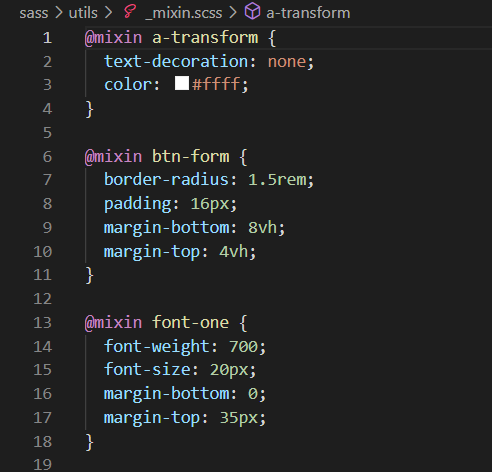 sass > utils > _mixin.scss > a-transform
1 @mixin a-transform {
2 text-decoration: none;
3 color: #ffff;
4 }
5
6 @mixin btn-form {
7 border-radius: 1.5rem;
8 padding: 16px;
9 margin-bottom: 8vh;
10 margin-top: 4vh;
11 }
12
13 @mixin font-one {
14 font-weight: 700;
15 font-size: 20px;
16 margin-bottom: 0;
17 margin-top: 35px;
18 }
19